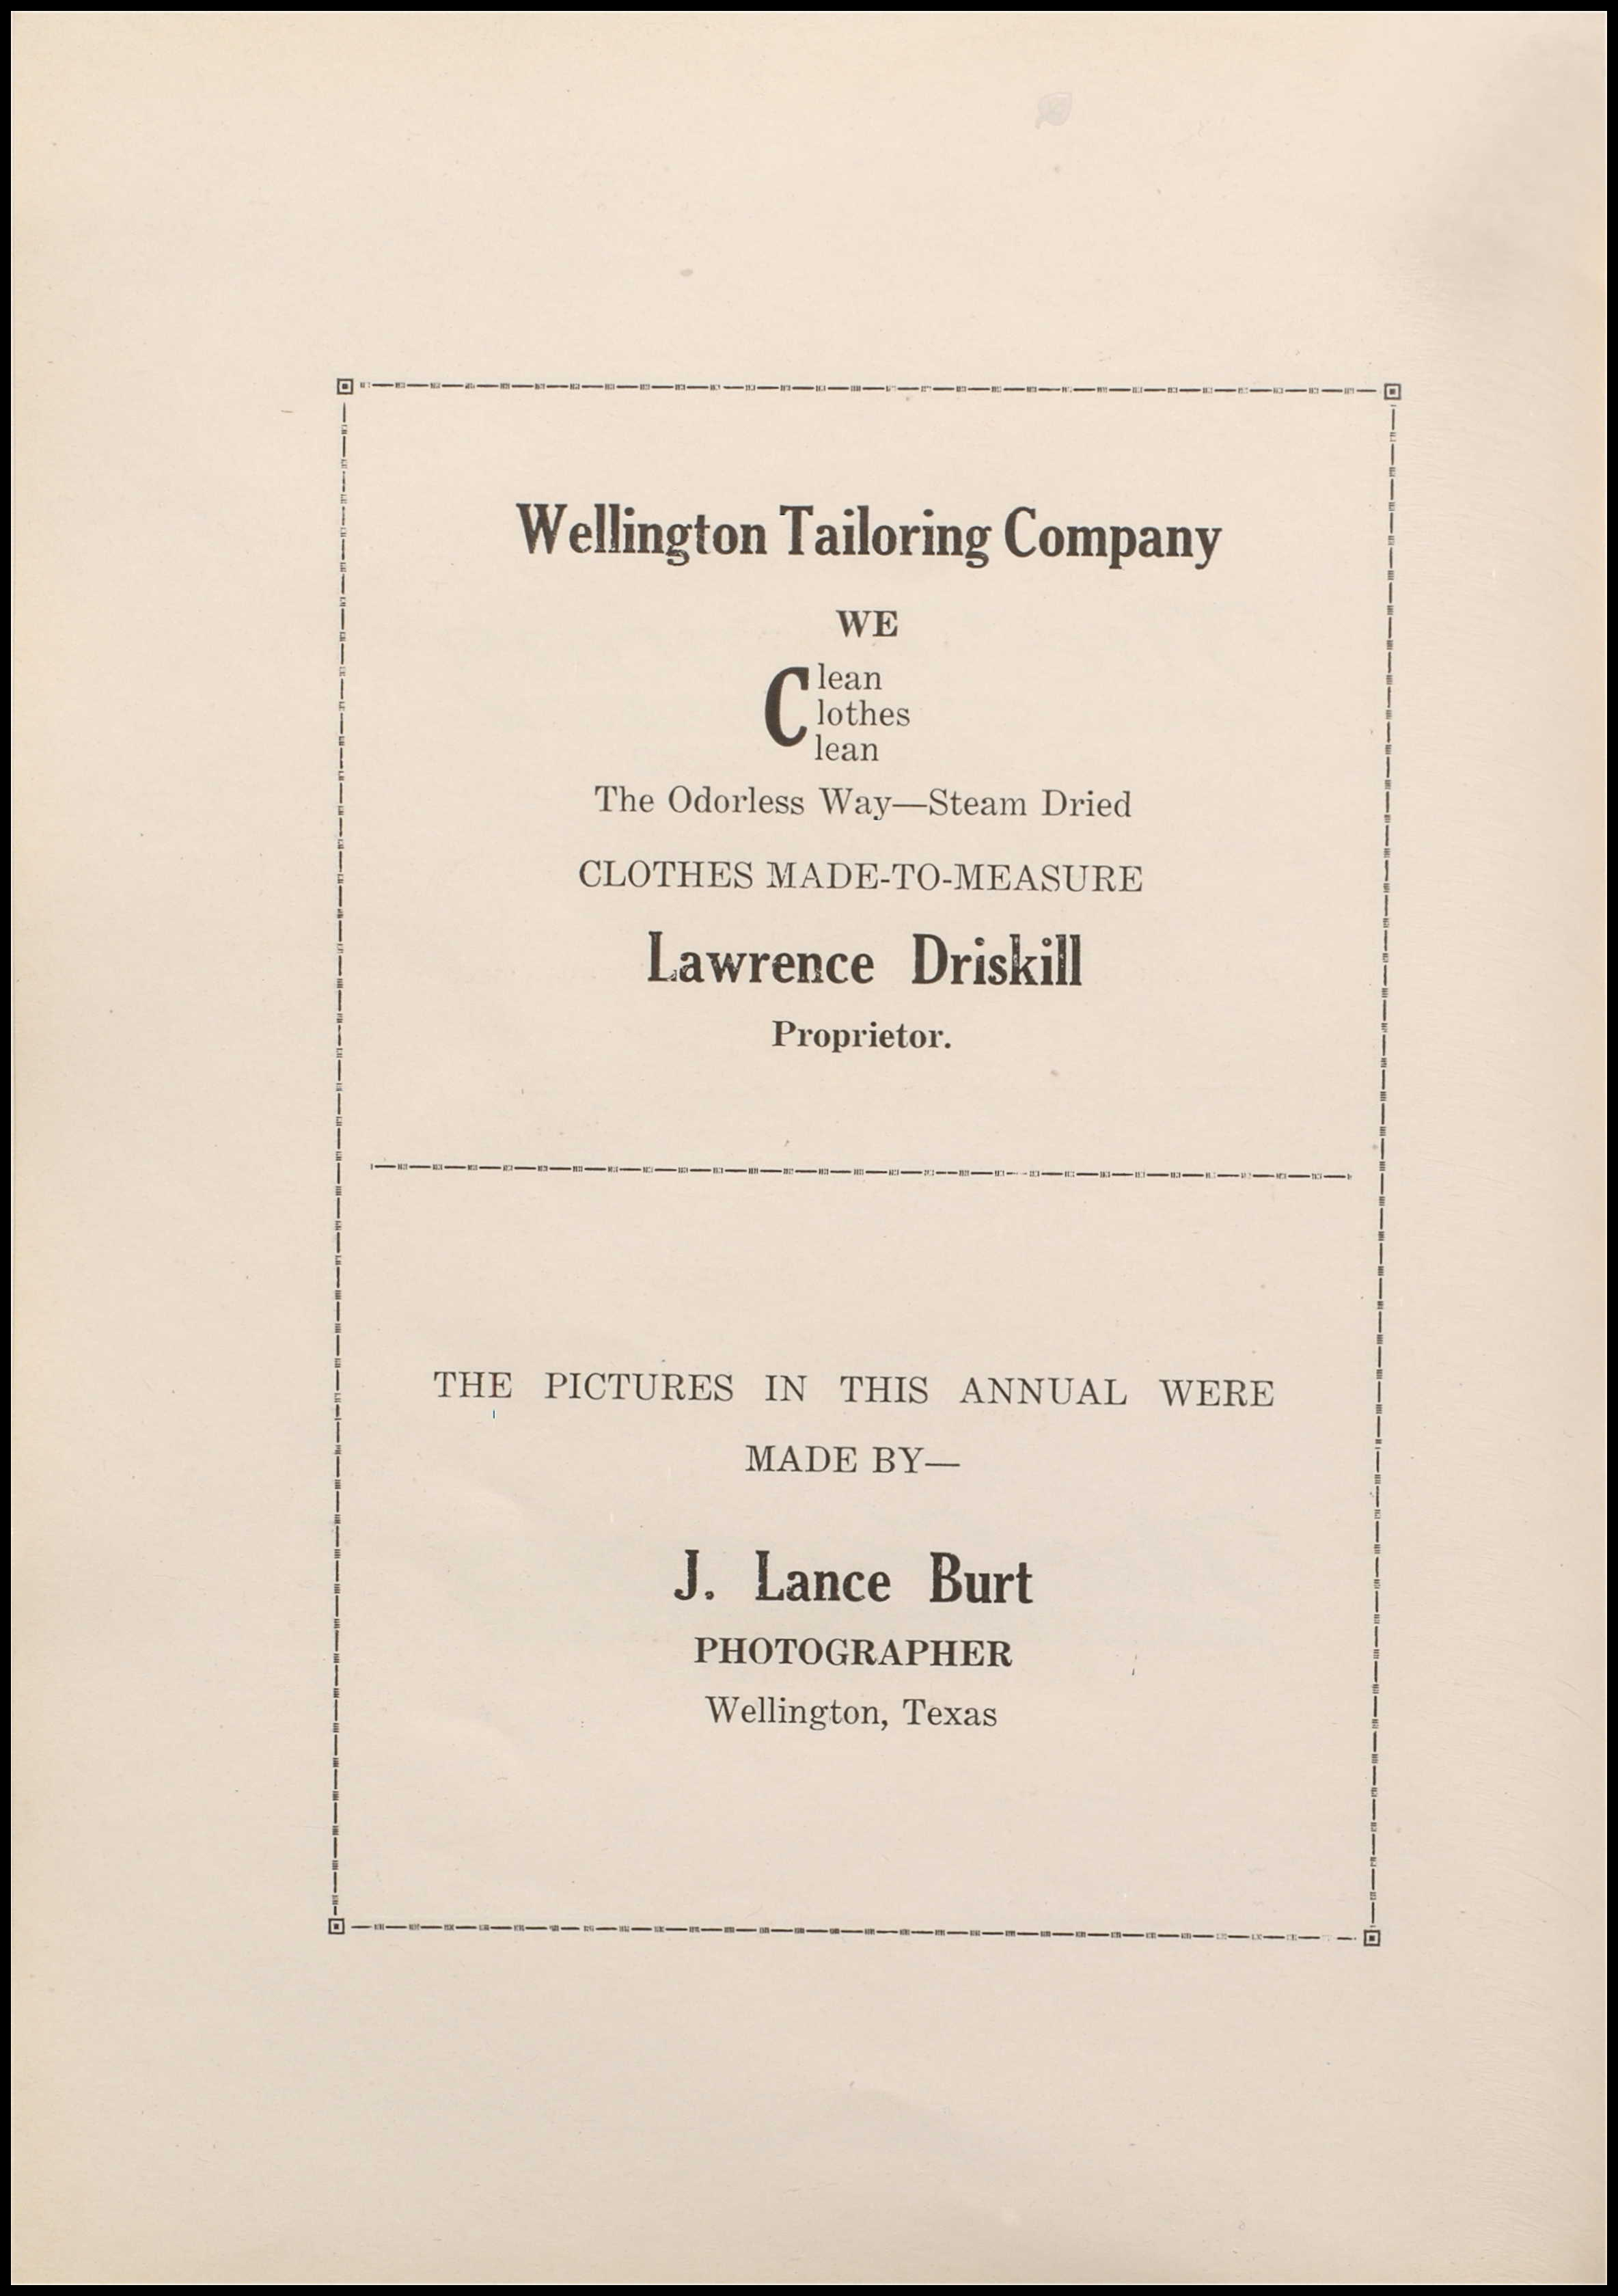 Wellington Tailoring Company
WE
Clean
Clothes
Clean
The Odorless Way—Steam Dried
CLOTHES MADE-TO-MEASURE
Lawrence Driskill
Proprietor.
THE PICTURES IN THIS ANNUAL WERE
MADE BY—
J. Lance Burt
PHOTOGRAPHER
Wellington, Texas